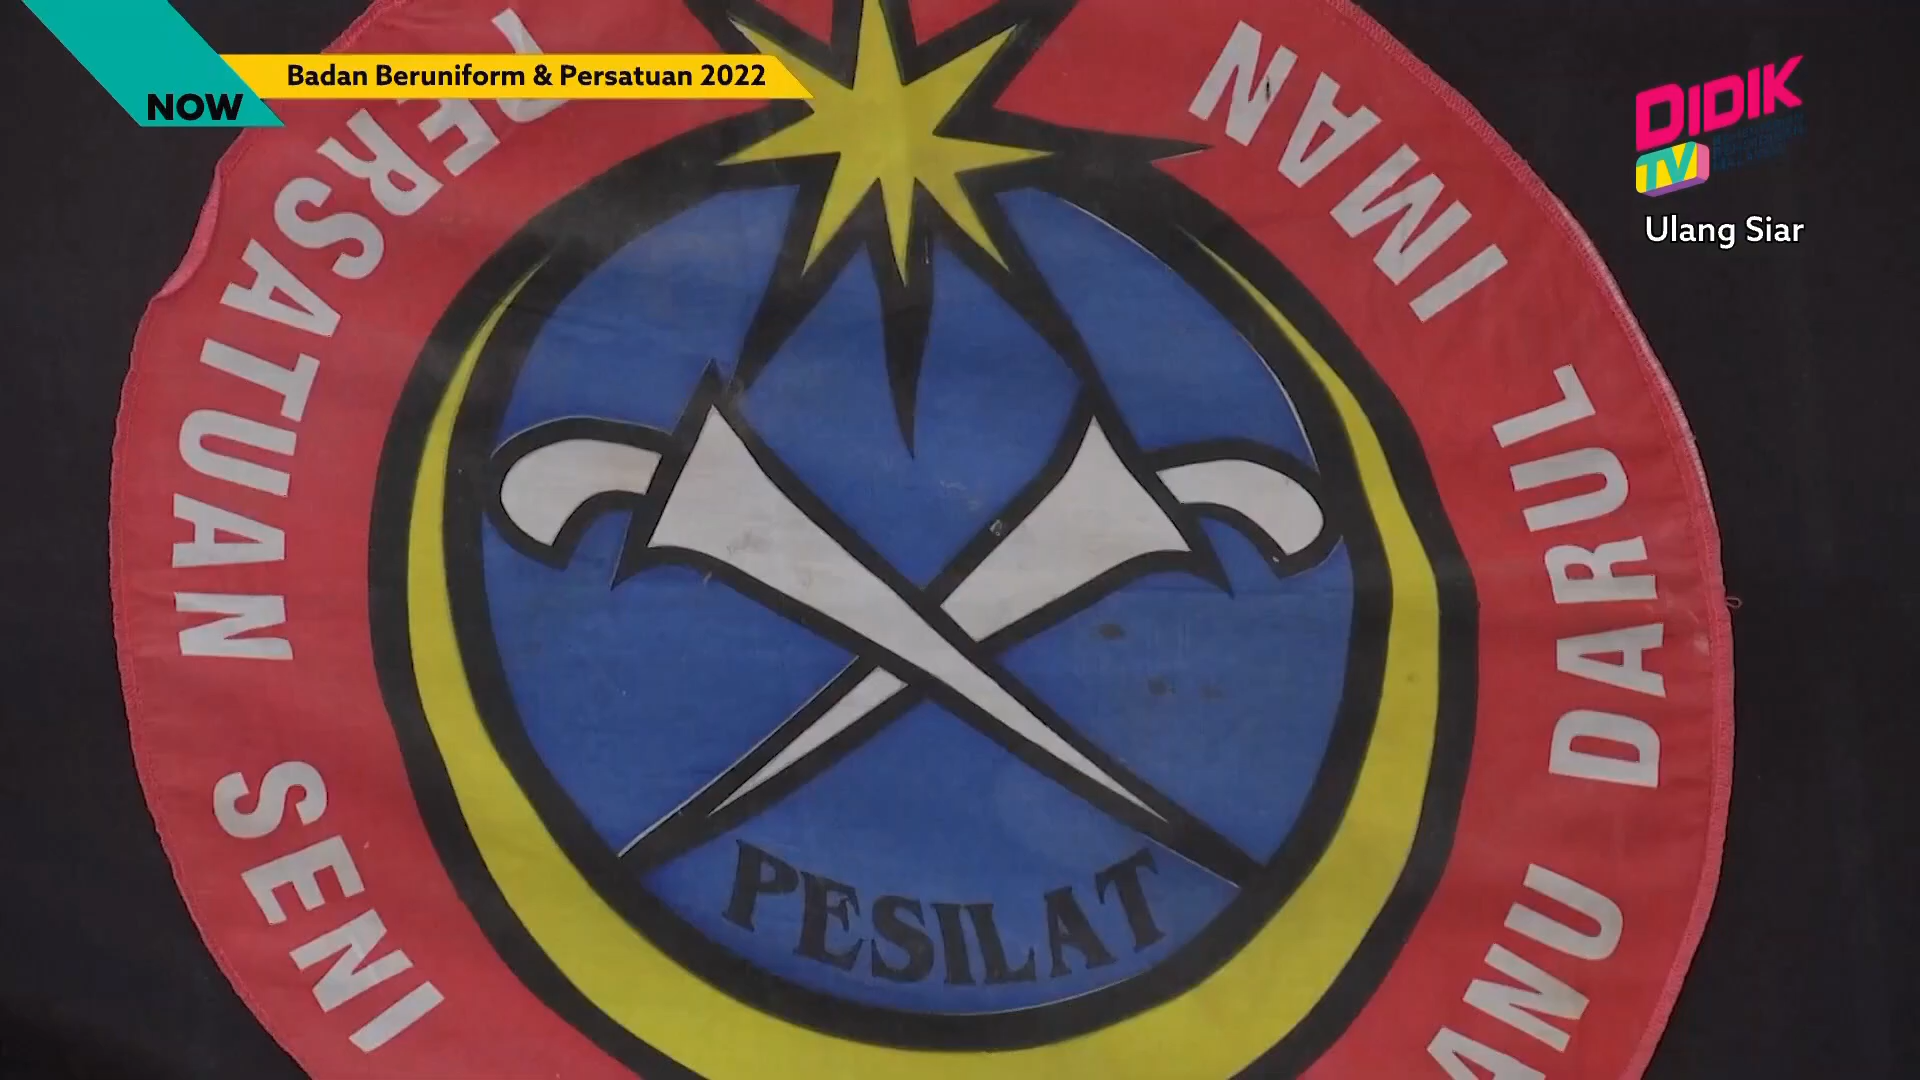 NOW
Badan Beruniform & Persatuan 2022
DIDIK
TV
Ulang Siar
PERSATUAN SENI
ANU DARUL IMAN
PESILAT